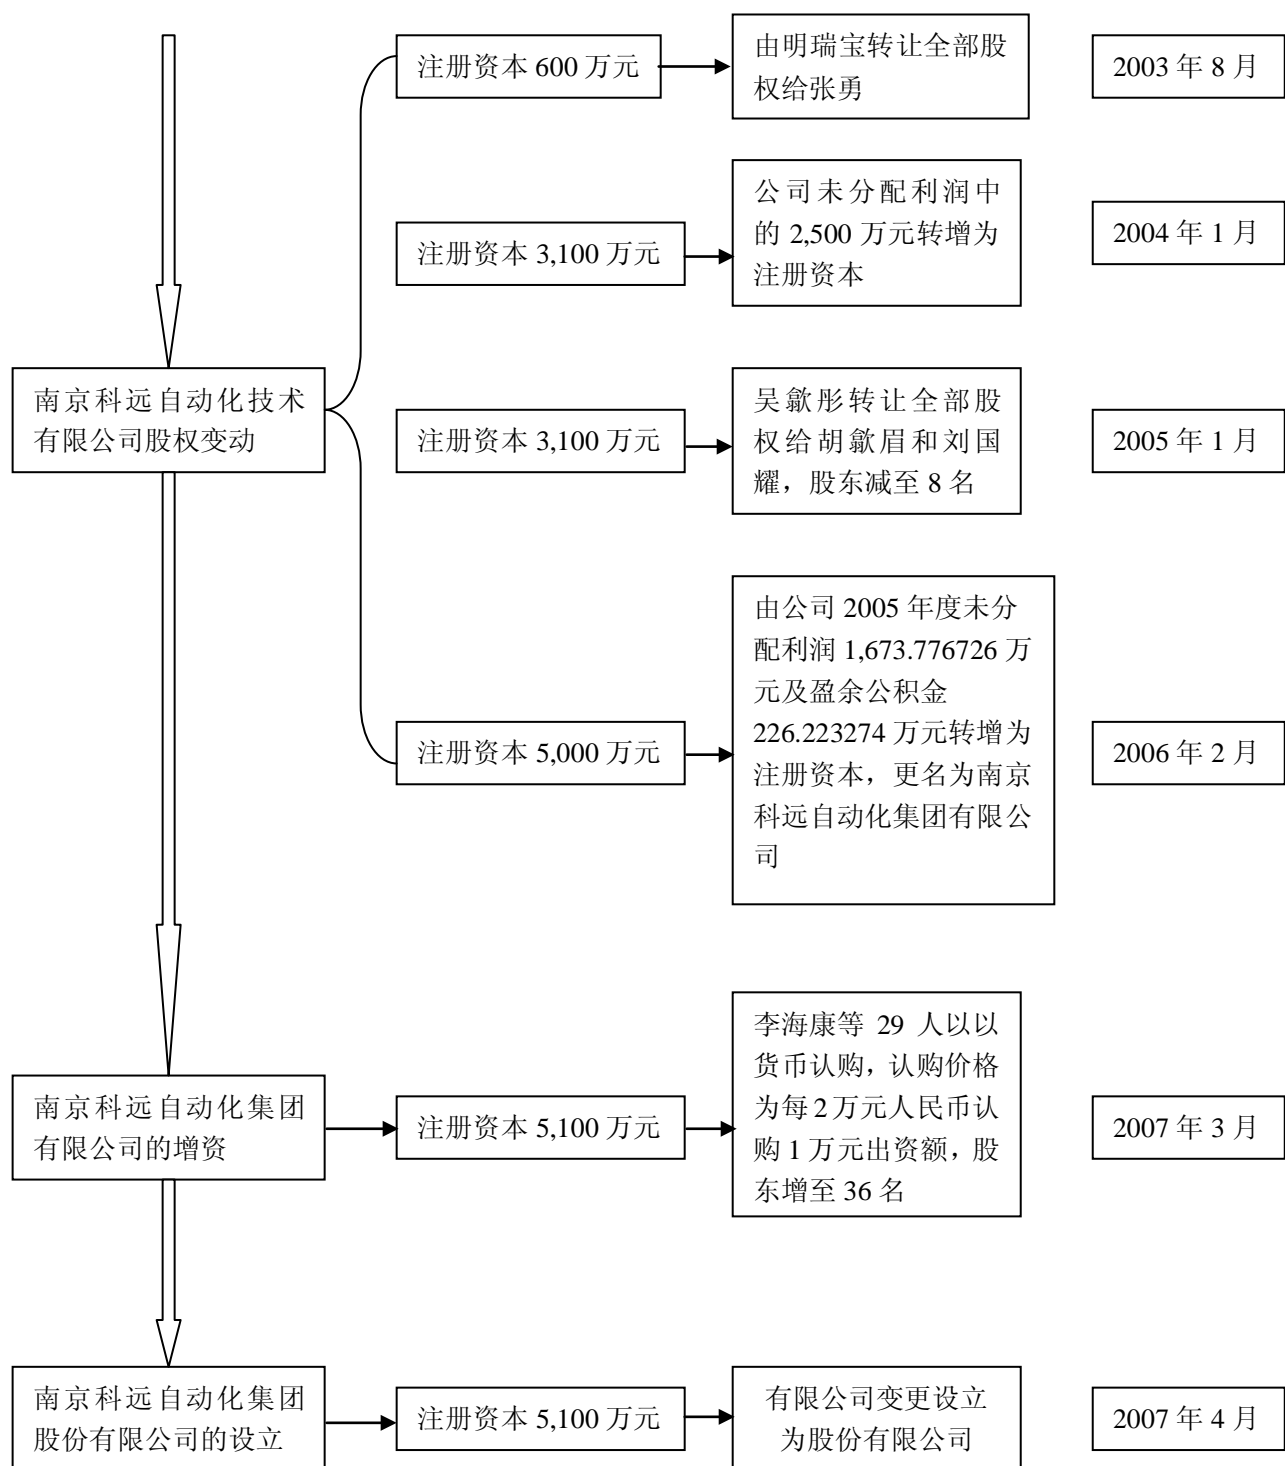 注册资本 600 万元
由明瑞宝转让全部股
权给张勇
2003 年 8 月
注册资本 3,100 万元
公司未分配利润中
的 2,500 万元转增为
注册资本
2004 年 1 月
南京科远自动化技术
有限公司股权变动
注册资本 3,100 万元
吴歙彤转让全部股
权给胡歙眉和刘国
耀，股东减至 8 名
2005 年 1 月
注册资本 5,000 万元
由公司 2005 年度未分
配利润 1,673.776726 万
元及盈余公积金
226.223274 万元转增为
注册资本，更名为南京
科远自动化集团有限公
司
2006 年 2 月
南京科远自动化集团
有限公司的增资
注册资本 5,100 万元
李海康等 29 人以以
货币认购，认购价格
为每 2 万元人民币认
购 1 万元出资额，股
东增至 36 名
2007 年 3 月
南京科远自动化集团
股份有限公司的设立
注册资本 5,100 万元
有限公司变更设立
为股份有限公司
2007 年 4 月